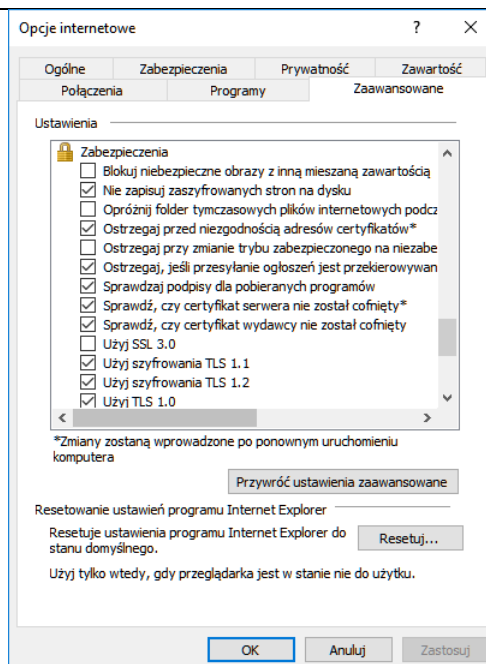 Opcje internetowe
Ogólne Zabezpieczenia Prywatność Zawartość
Połączenia Programy Zaawansowane
Ustawienia
Zabezpieczenia
Blokuj niebezpieczne obrazy z inną mieszaną zawartością
Nie zapisuj zaszyfrowanych stron na dysku
Opróżnij folder tymczasowych plików internetowych podcz
Ostrzegaj przed niezgodnością adresów certyfikatów*
Ostrzegaj przy zmianie trybu zabezpieczonego na niezabe
Ostrzegaj, jeśli przesyłanie ogłoszeń jest przekierowywan
Sprawdzaj podpisy dla pobieranych programów
Sprawdź, czy certyfikat serwera nie został cofnięty*
Sprawdź, czy certyfikat wydawcy nie został cofnięty
Użyj SSL 3.0
Użyj szyfrowania TLS 1.1
Użyj szyfrowania TLS 1.2
Użyj TLS 1.0
*Zmiany zostaną wprowadzone po ponownym uruchomieniu
komputera
Przywróć ustawienia zaawansowane
Resetowanie ustawień programu Internet Explorer
Resetuje ustawienia programu Internet Explorer do
stanu domyślnego.
Resetuj...
Użyj tylko wtedy, gdy przeglądarka jest w stanie nie do użytku.
OK Anuluj Zastosuj